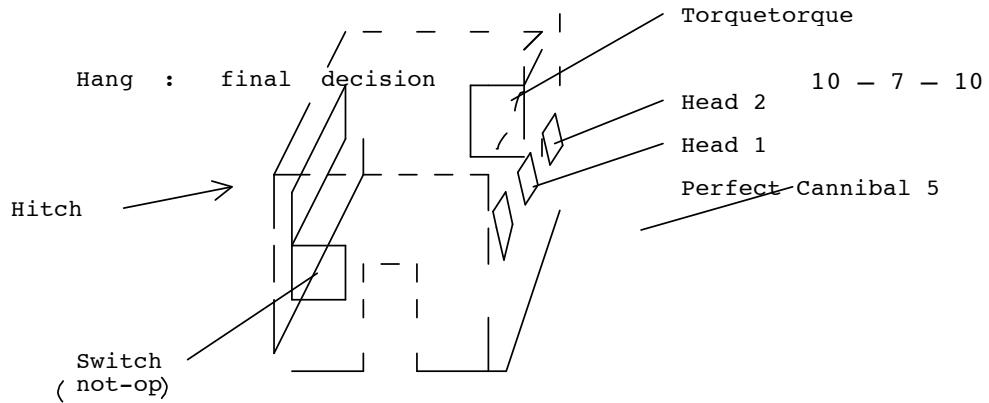 Torquetorque
Hang : final decision
10 – 7 – 10
Head 2
Head 1
Perfect Cannibal 5
Hitch
Switch
(not-op)